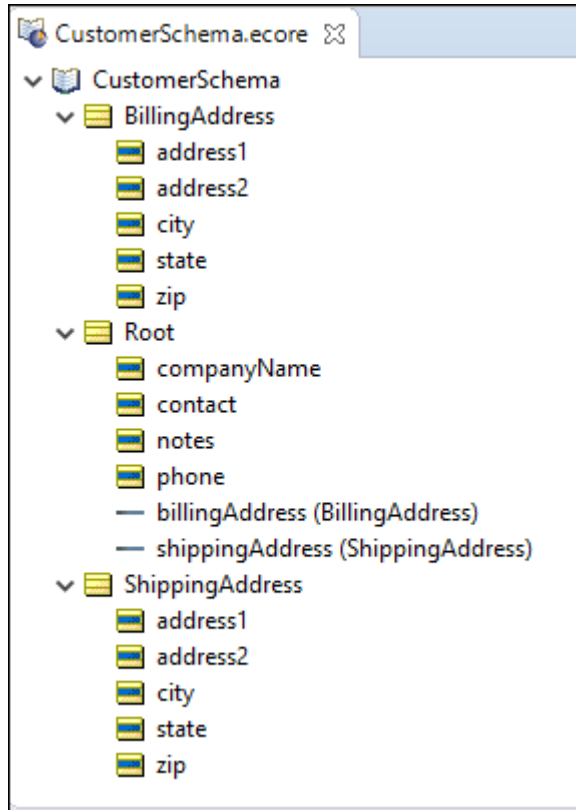 CustomerSchema.ecore
CustomerSchema
BillingAddress
address1
address2
city
state
zip
Root
companyName
contact
notes
phone
billingAddress (BillingAddress)
shippingAddress (ShippingAddress)
ShippingAddress
address1
address2
city
state
zip